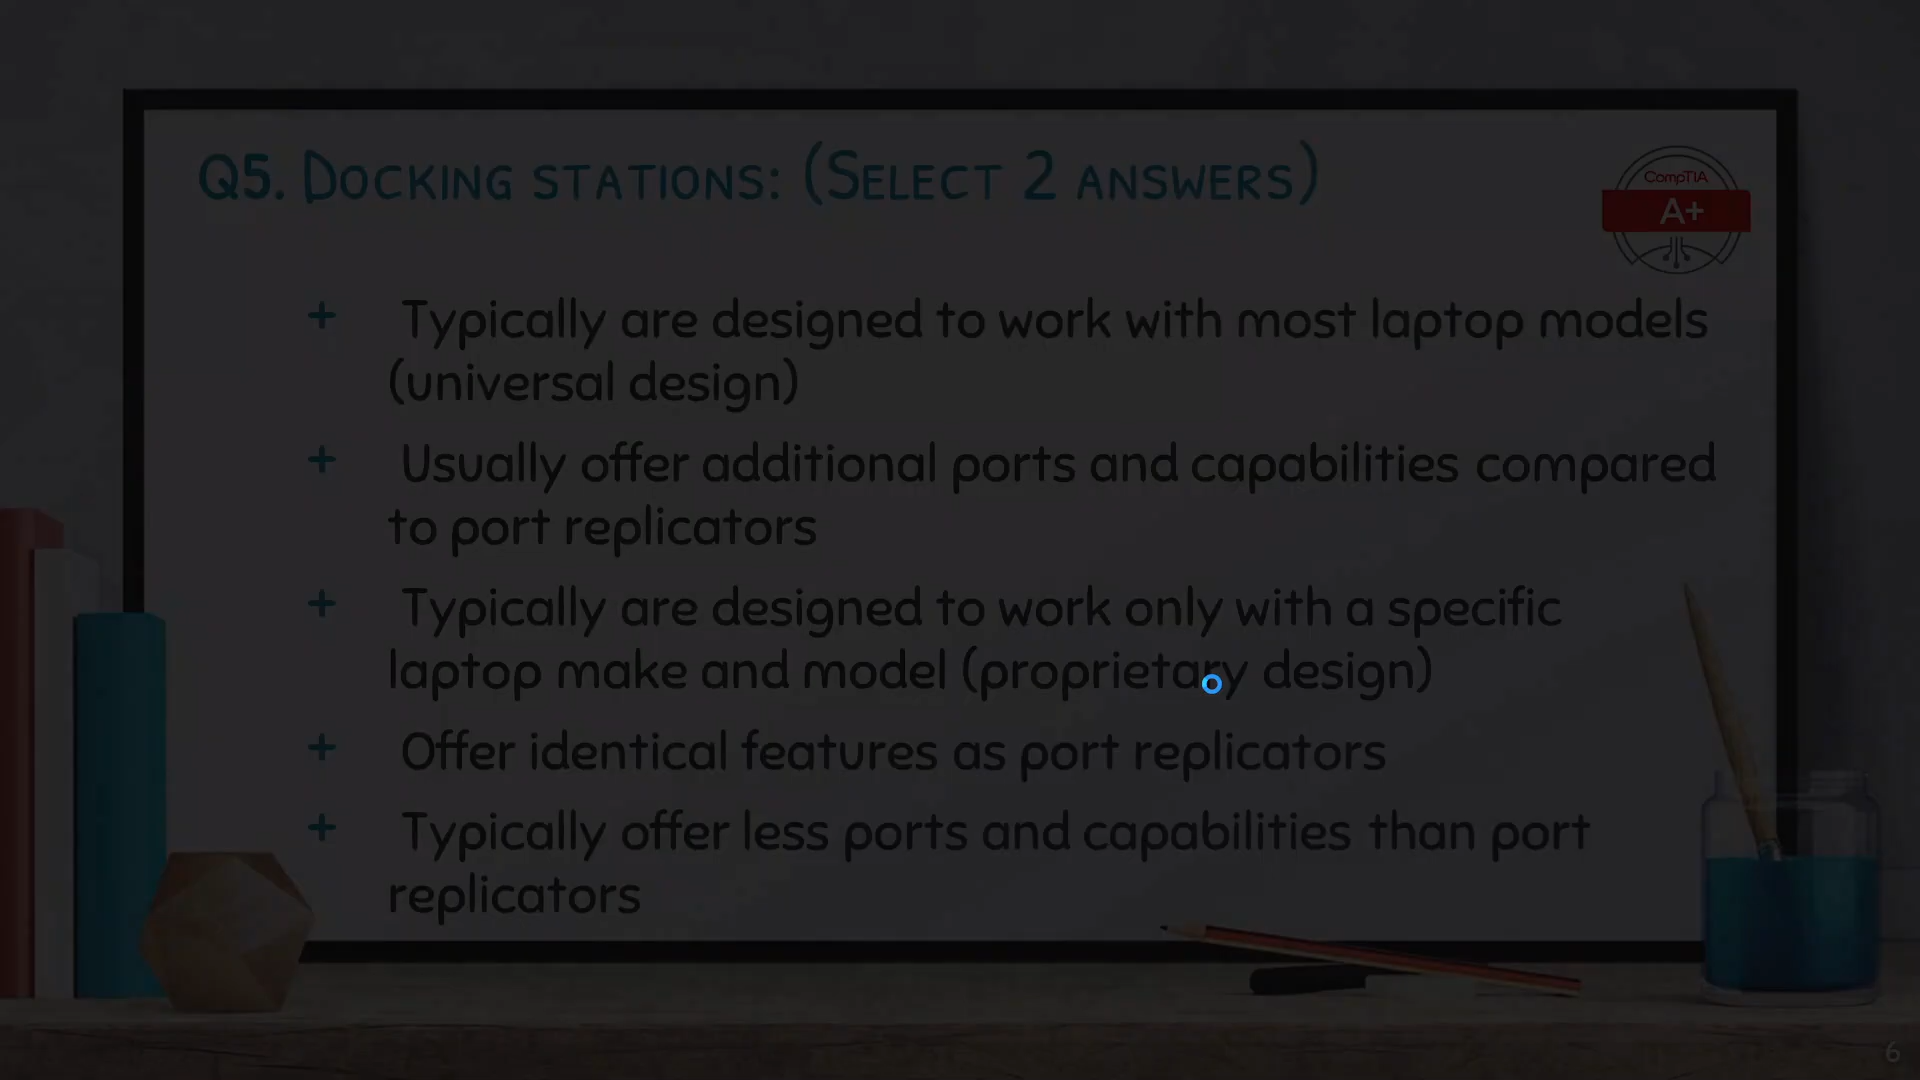 Q5. Docking stations: (Select 2 answers)
CompTIA
A+
+ Typically are designed to work with most laptop models
(universal design)
+ Usually offer additional ports and capabilities compared
to port replicators
+ Typically are designed to work only with a specific
laptop make and model (proprietary design)
+ Offer identical features as port replicators
+ Typically offer less ports and capabilities than port
replicators
6